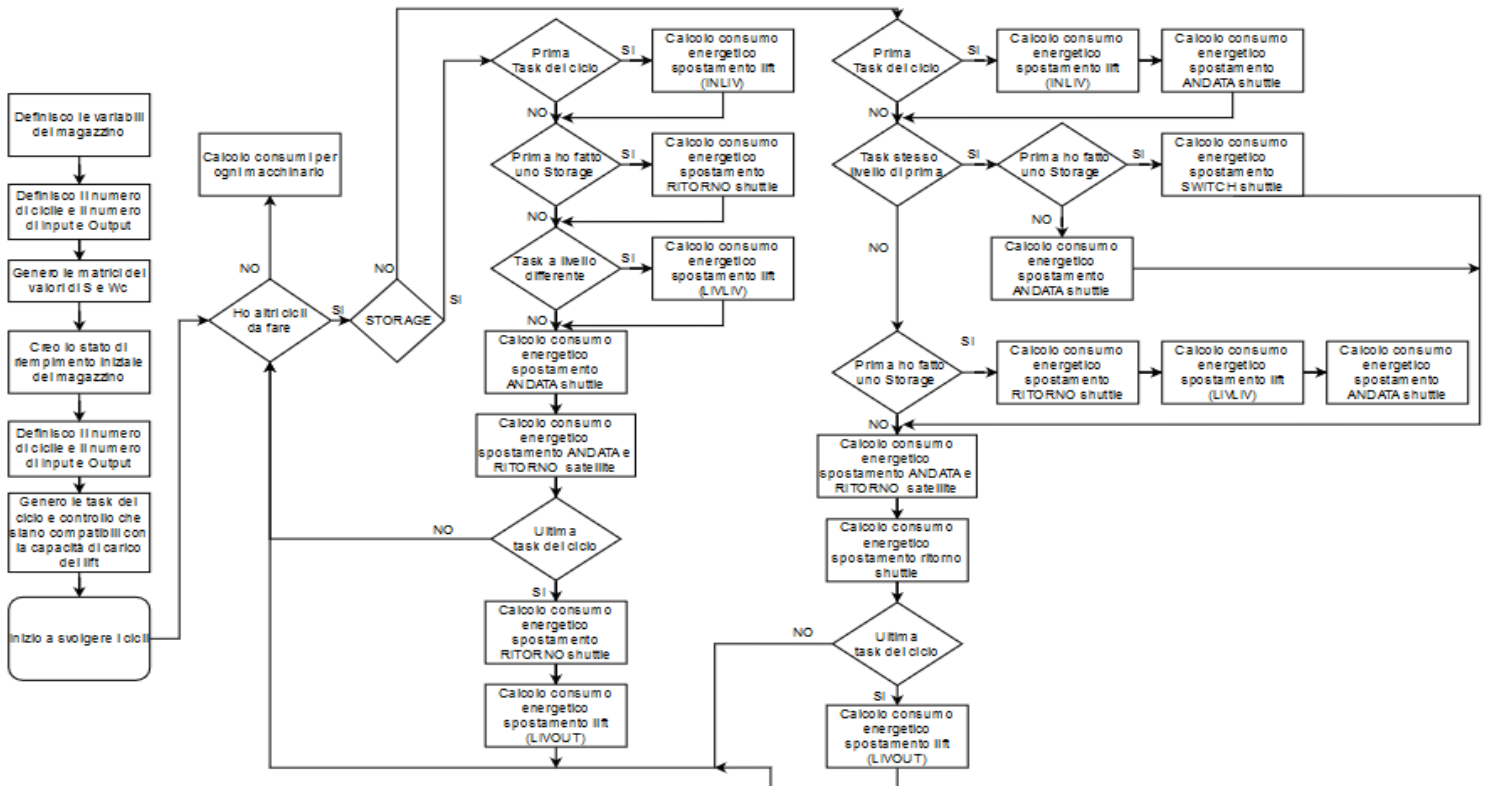 Definisco le variabili
del magazzino
Definisco il numero
di ciclie e il numero
di Input e Output
Genero le matrici dei
valori di S e Wc
Creo lo stato di
riempimento iniziale
del magazzino
Definisco il numero
di ciclie e il numero
di Input e Output
Genero le task del
ciclo e controllo che
siano compatibili con
la capacità di carico
del lift
Inizio a svolgere i cicli
Calcolo consumi per
ogni macchinario
NO
Ho altri cicli
da fare
SI
NO
STORAGE
SI
Prima
Task del ciclo
SI
Calcolo consumo
energetico
spostamento lift
(INLIV)
NO
Prima ho fatto
uno Storage
SI
Calcolo consumo
energetico
spostamento
RITORNO shuttle
NO
Task a livello
differente
SI
Calcolo consumo
energetico
spostamento lift
(LIVLIV)
NO
Calcolo consumo
energetico
spostamento
ANDATA shuttle
Calcolo consumo
energetico
spostamento ANDATA e
RITORNO satellite
NO
Ultima
task del ciclo
SI
Calcolo consumo
energetico
spostamento
RITORNO shuttle
Calcolo consumo
energetico
spostamento lift
(LIVOUT)
Prima
Task del ciclo
SI
Calcolo consumo
energetico
spostamento lift
(INLIV)
Calcolo consumo
energetico
spostamento
ANDATA shuttle
NO
Task stesso
livello di prima
SI
Prima ho fatto
uno Storage
SI
Calcolo consumo
energetico
spostamento
SWITCH shuttle
NO
Calcolo consumo
energetico
spostamento
ANDATA shuttle
NO
Prima ho fatto
uno Storage
SI
Calcolo consumo
energetico
spostamento
RITORNO shuttle
Calcolo consumo
energetico
spostamento lift
(LIVLIV)
Calcolo consumo
energetico
spostamento
ANDATA shuttle
NO
Calcolo consumo
energetico
spostamento ANDATA e
RITORNO satellite
Calcolo consumo
energetico
spostamento ritorno
shuttle
NO
Ultima
task del ciclo
SI
Calcolo consumo
energetico
spostamento lift
(LIVOUT)